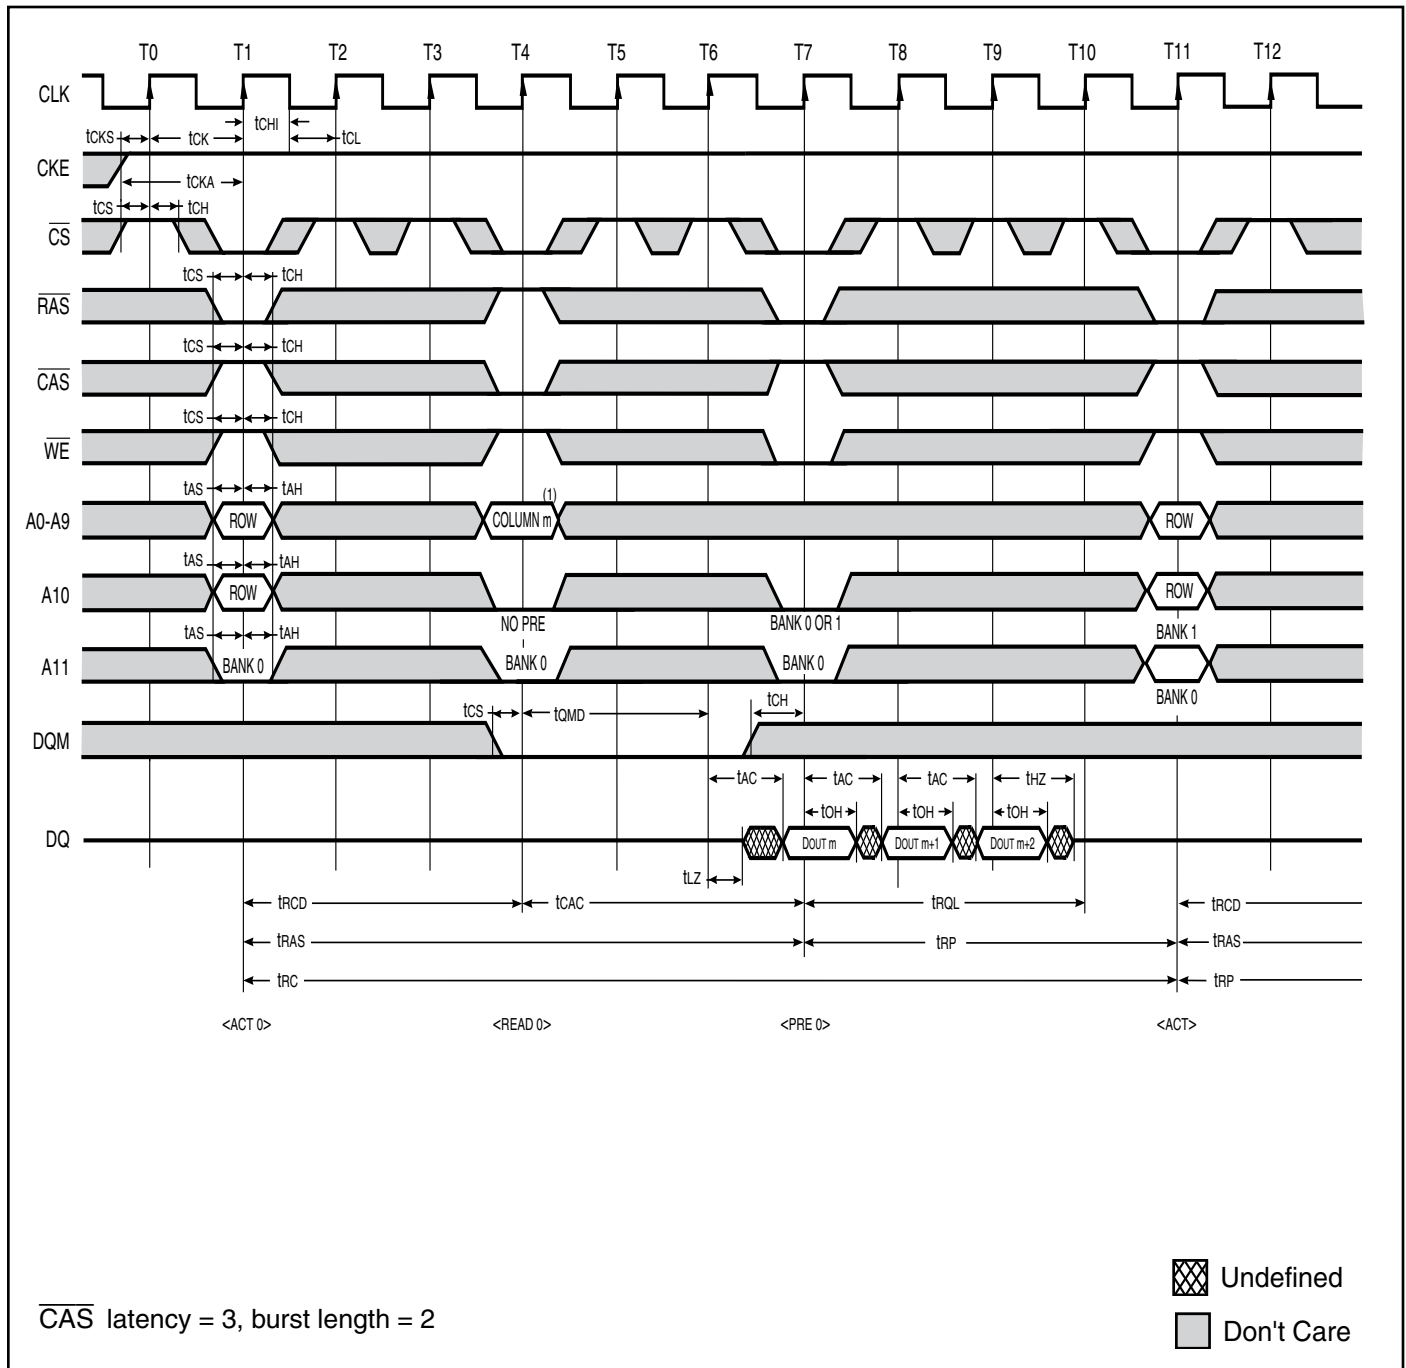 T0 T1 T2 T3 T4 T5 T6 T7 T8 T9 T10 T11 T12
CLK
tCHI
tCKS tCK tCL
CKE
tCKA
tCS tCH
CS
tCS tCH
RAS
tCS tCH
CAS
tCS tCH
WE
tAS tAH
(1)
A0-A9 ROW COLUMN m ROW
tAS tAH
A10 ROW ROW
NO PRE BANK 0 OR 1
tAS tAH BANK 1
A11 BANK 0 BANK 0 BANK 0
BANK 0
tCS tQMD tCH
DQM
tAC tAC tAC tHZ
tOH tOH tOH
DQ DOUT m DOUT m+1 DOUT m+2
tLZ
tRCD tCAC tRQL tRCD
tRAS tRP tRAS
tRC tRP
<ACT 0> <READ 0> <PRE 0> <ACT>
Undefined
CAS latency = 3, burst length = 2
Don't Care